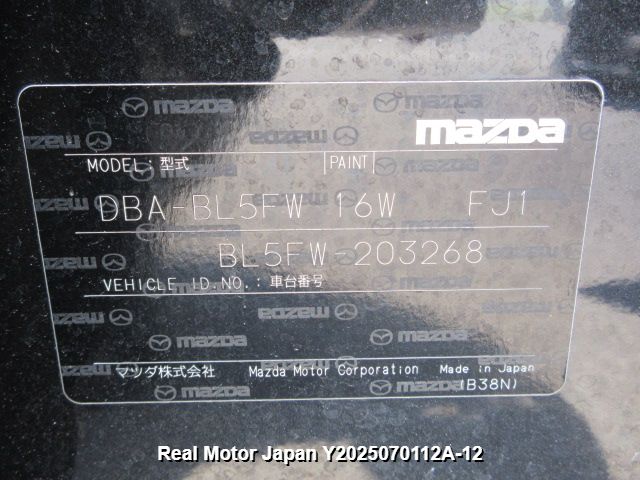 mazda
MODEL : 型式 PAINT
DBA-BL5FW 16W FJ1
BL5FW-203268
VEHICLE ID.NO. : 車台番号
マツダ株式会社 Mazda Motor Corporation Made in Japan
(B38N)
Real Motor Japan Y2025070112A-12